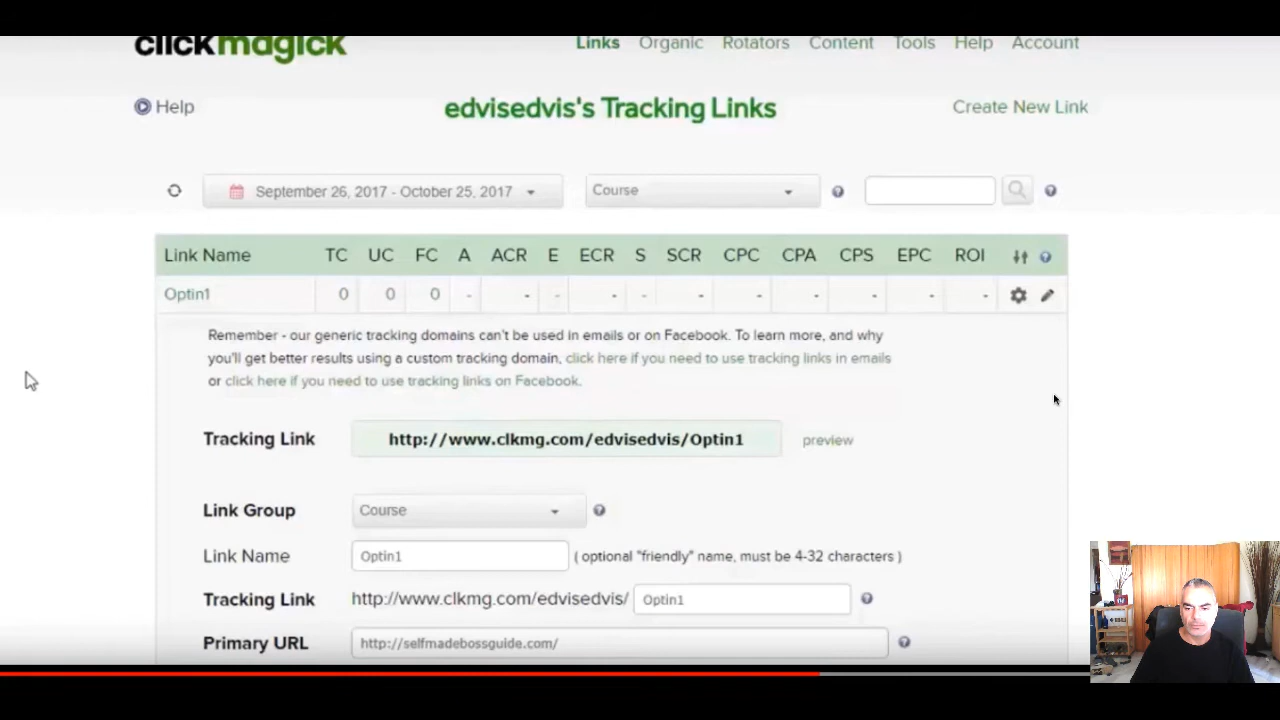 clickmagick
Links Organic Rotators Content Tools Help Account
Help
edvisedvis's Tracking Links
Create New Link
September 26, 2017 - October 25, 2017
Course
Link Name TC UC FC A ACR E ECR S SCR CPC CPA CPS EPC ROI
Optin1 0 0 0 - - - - - - - - - - -
Remember - our generic tracking domains can't be used in emails or on Facebook. To learn more, and why
you'll get better results using a custom tracking domain, click here if you need to use tracking links in emails
or click here if you need to use tracking links on Facebook.
Tracking Link http://www.clkmg.com/edvisedvis/Optin1 preview
Link Group Course
Link Name Optin1 ( optional "friendly" name, must be 4-32 characters )
Tracking Link http://www.clkmg.com/edvisedvis/ Optin1
Primary URL http://selfmadebossguide.com/